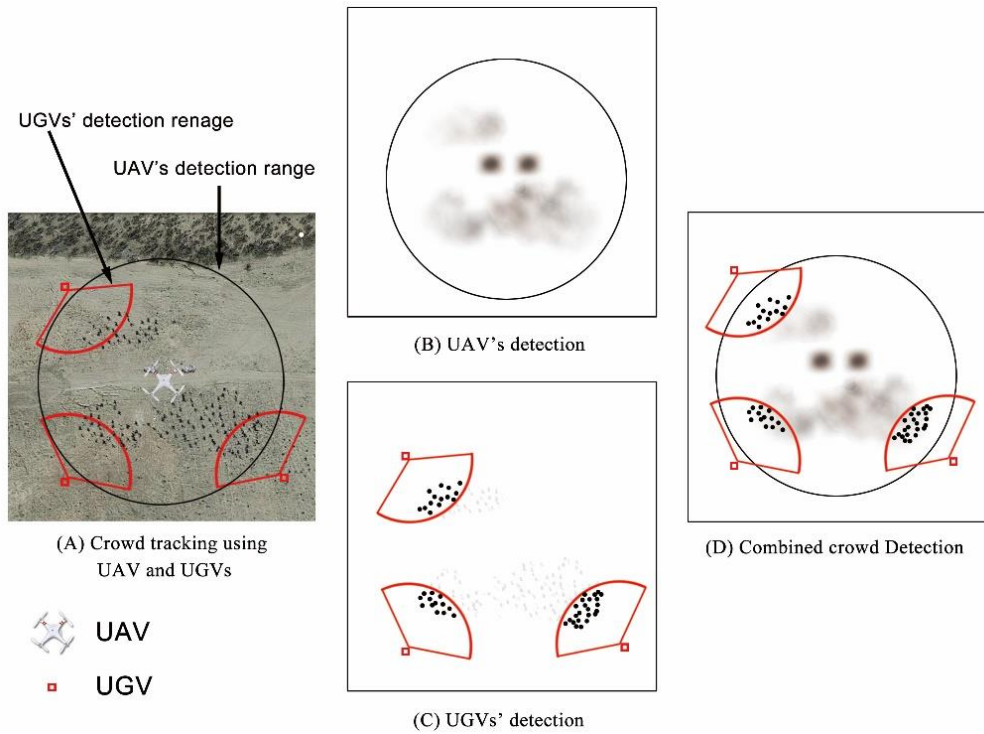 UGVs' detection renage
UAV's detection range
(A) Crowd tracking using
UAV and UGVs
UAV
UGV
(B) UAV's detection
(C) UGVs' detection
(D) Combined crowd Detection